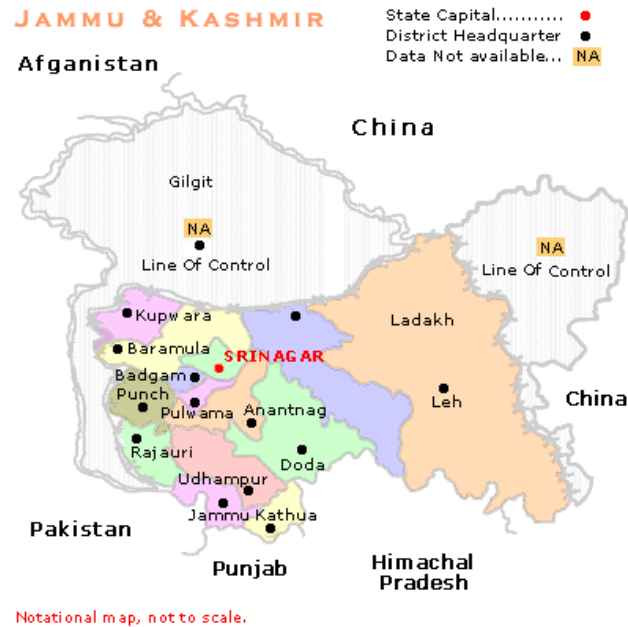 JAMMU & KASHMIR
State Capital...........
District Headquarter
Data Not available... NA
Afganistan
China
Gilgit
NA
Line Of Control
NA
Line Of Control
Kupwara
Ladakh
Baramula
SRINAGAR
Badgam
Punch
Leh
China
Pulwama
Anantnag
Rajauri
Doda
Udhampur
Jammu
Kathua
Pakistan
Punjab
Himachal
Pradesh
Notational map, not to scale.